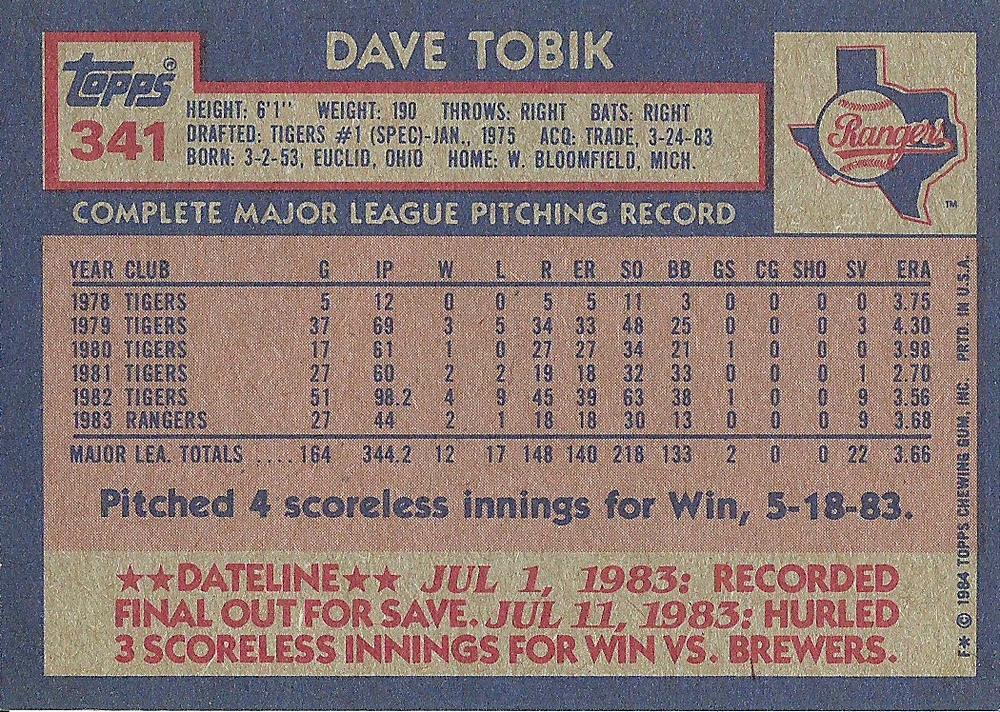 DAVE TOBIK
Topps®
341
HEIGHT: 6'1" WEIGHT: 190 THROWS: RIGHT BATS: RIGHT
DRAFTED: TIGERS #1 (SPEC)-JAN., 1975 ACQ: TRADE, 3-24-83
BORN: 3-2-53, EUCLID, OHIO HOME: W. BLOOMFIELD, MICH.
Rangers
TM
COMPLETE MAJOR LEAGUE PITCHING RECORD
YEAR CLUB G IP W L R ER SO BB GS CG SHO SV ERA
1978 TIGERS 5 12 0 0 5 5 11 3 0 0 0 0 3.75
1979 TIGERS 37 69 3 5 34 33 48 25 0 0 0 3 4.30
1980 TIGERS 17 61 1 0 27 27 34 21 1 0 0 0 3.98
1981 TIGERS 27 60 2 2 19 18 32 33 0 0 0 1 2.70
1982 TIGERS 51 98.2 4 9 45 39 63 38 1 0 0 9 3.56
1983 RANGERS 27 44 2 1 18 18 30 13 0 0 0 9 3.68
MAJOR LEA. TOTALS .... 164 344.2 12 17 148 140 218 133 2 0 0 22 3.66
Pitched 4 scoreless innings for Win, 5-18-83.
★★DATELINE★★ JUL 1, 1983: RECORDED
FINAL OUT FOR SAVE. JUL 11, 1983: HURLED
3 SCORELESS INNINGS FOR WIN VS. BREWERS.
F* © 1984 TOPPS CHEWING GUM, INC. PRTD. IN U.S.A.